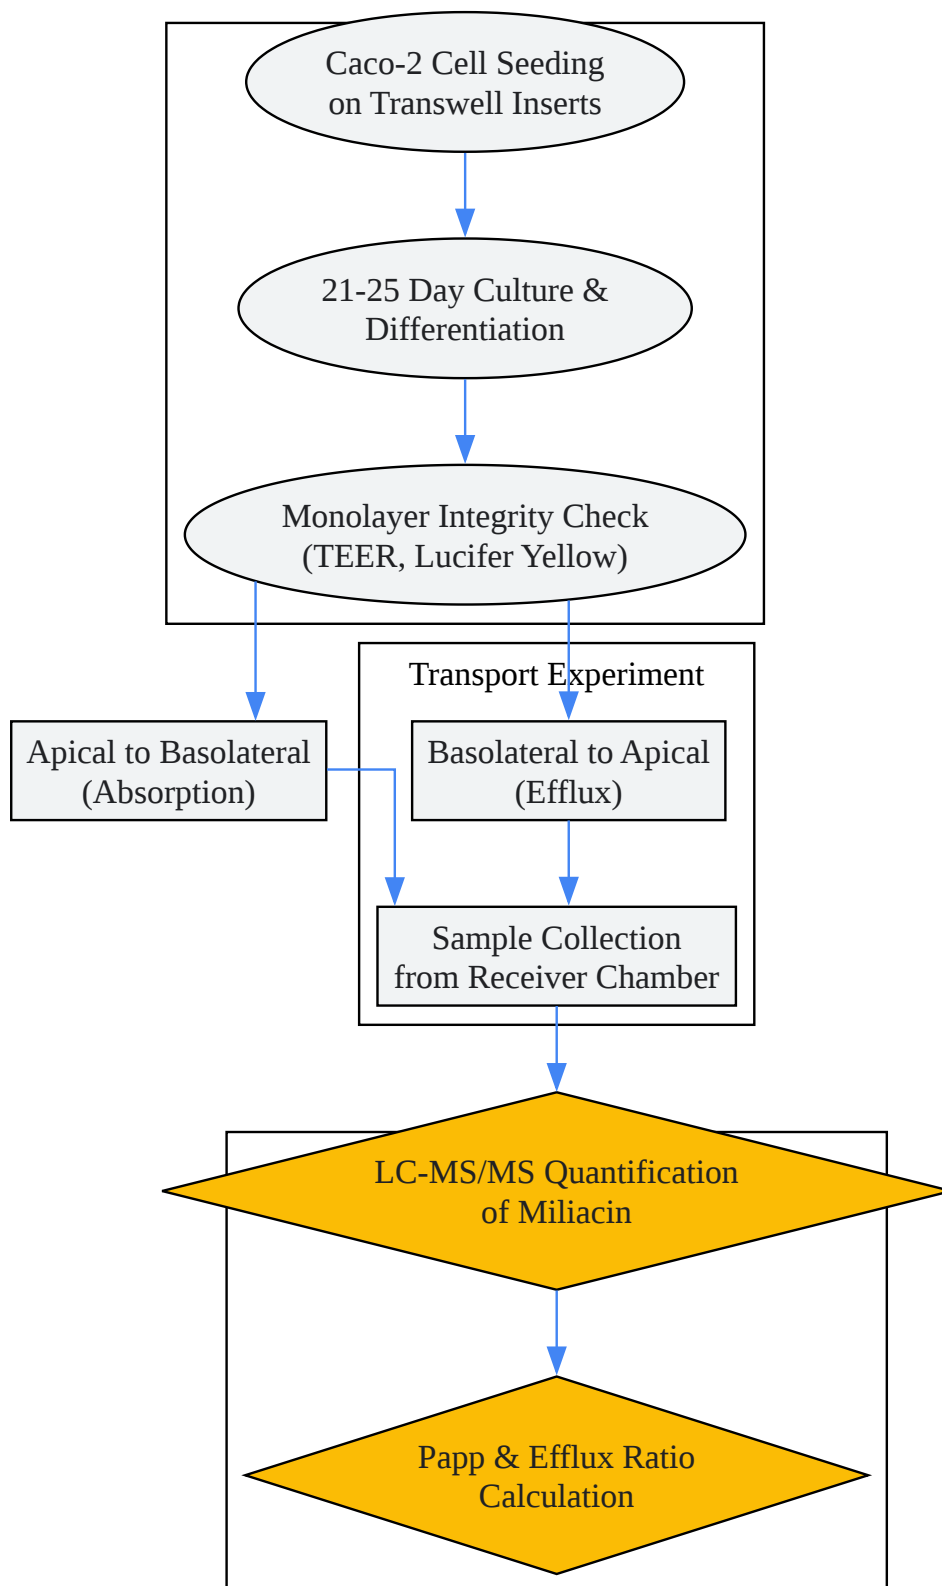 Caco-2 Cell Seeding
on Transwell Inserts
21-25 Day Culture &
Differentiation
Monolayer Integrity Check
(TEER, Lucifer Yellow)
Transport Experiment
Apical to Basolateral
(Absorption)
Basolateral to Apical
(Efflux)
Sample Collection
from Receiver Chamber
LC-MS/MS Quantification
of Miliacin
Papp & Efflux Ratio
Calculation